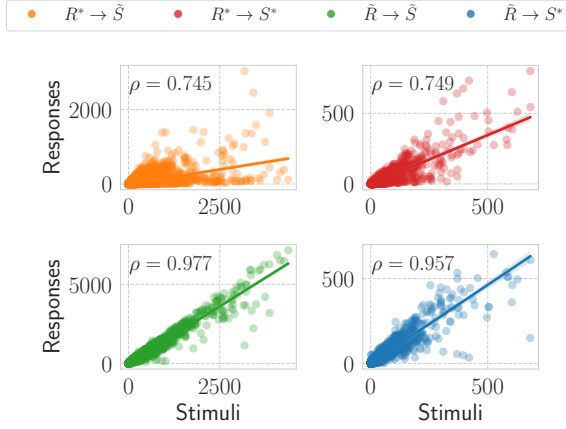 R* → S̃ R* → S* R̃ → S̃ R̃ → S*
ρ = 0.745 ρ = 0.749
Responses 2000 0 500 0
0 2500 0 500
ρ = 0.977 ρ = 0.957
Responses 5000 0 500 0
0 2500 0 500
Stimuli Stimuli